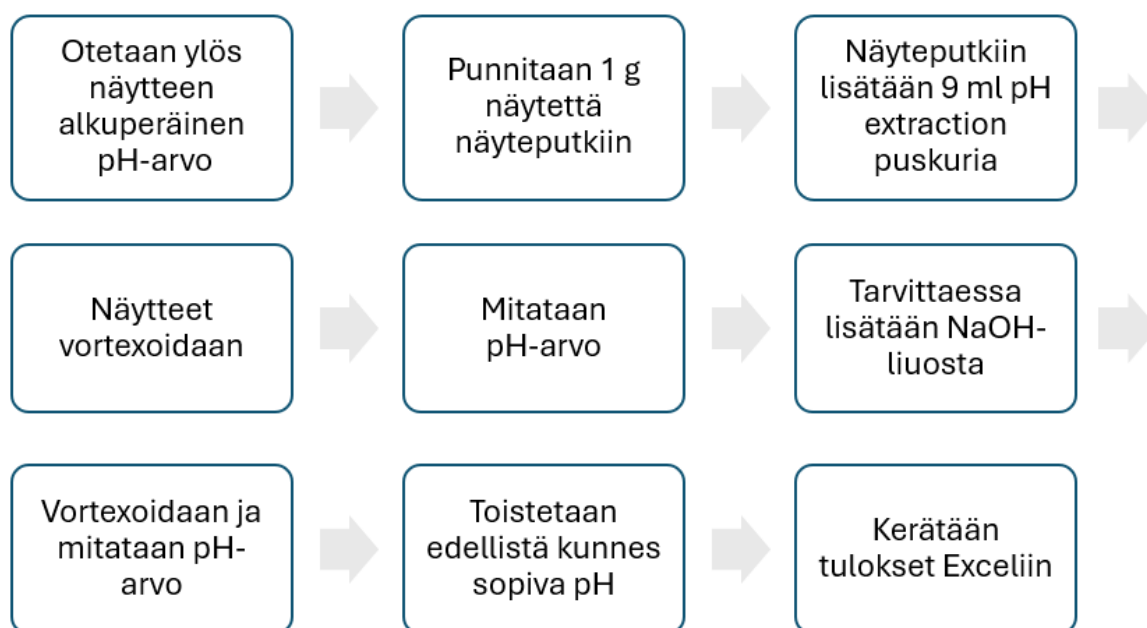 Otetaan ylös
näytteen
alkuperäinen
pH-arvo
Punnitaan 1 g
näytettä
näyteputkiin
Näyteputkiin
lisätään 9 ml pH
extraction
puskuria
Näytteet
vortexoidaan
Mitataan
pH-arvo
Tarvittaessa
lisätään NaOH-
liuosta
Vortexoidaan ja
mitataan pH-
arvo
Toistetaan
edellistä kunnes
sopiva pH
Kerätään
tulokset Exceliin